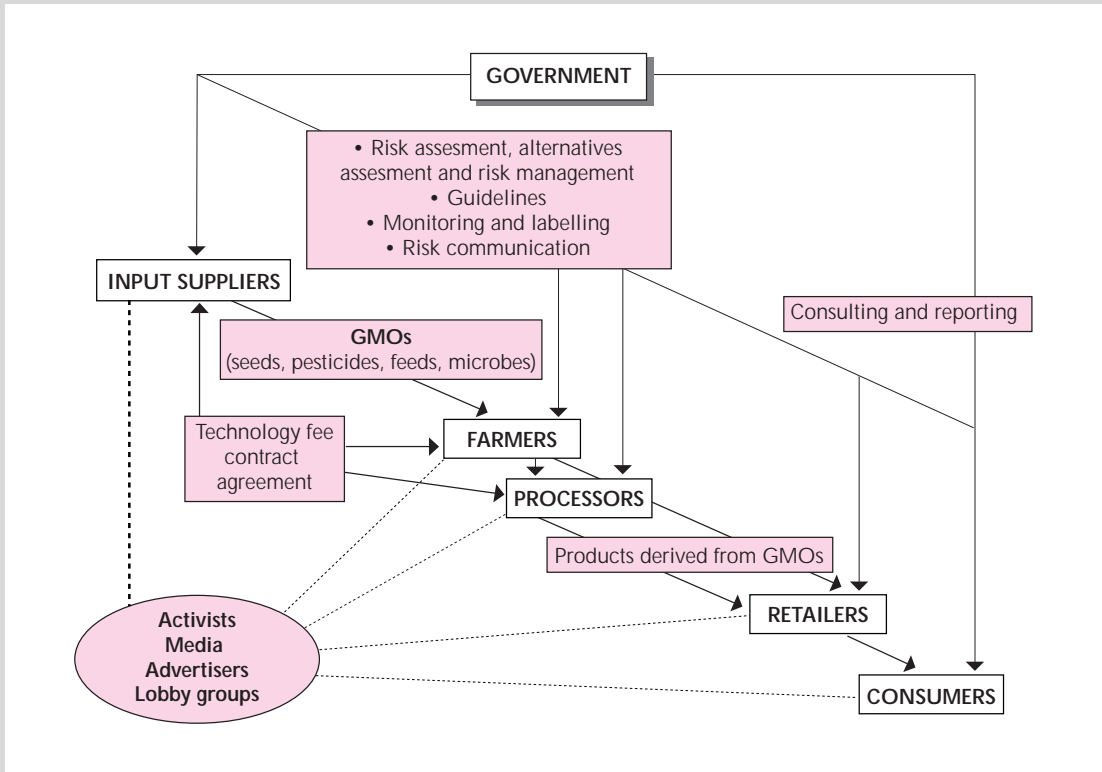 GOVERNMENT
• Risk assesment, alternatives
assesment and risk management
• Guidelines
• Monitoring and labelling
• Risk communication
INPUT SUPPLIERS
Consulting and reporting
GMOs
(seeds, pesticides, feeds, microbes)
Technology fee
contract
agreement
FARMERS
PROCESSORS
Products derived from GMOs
RETAILERS
Activists
Media
Advertisers
Lobby groups
CONSUMERS